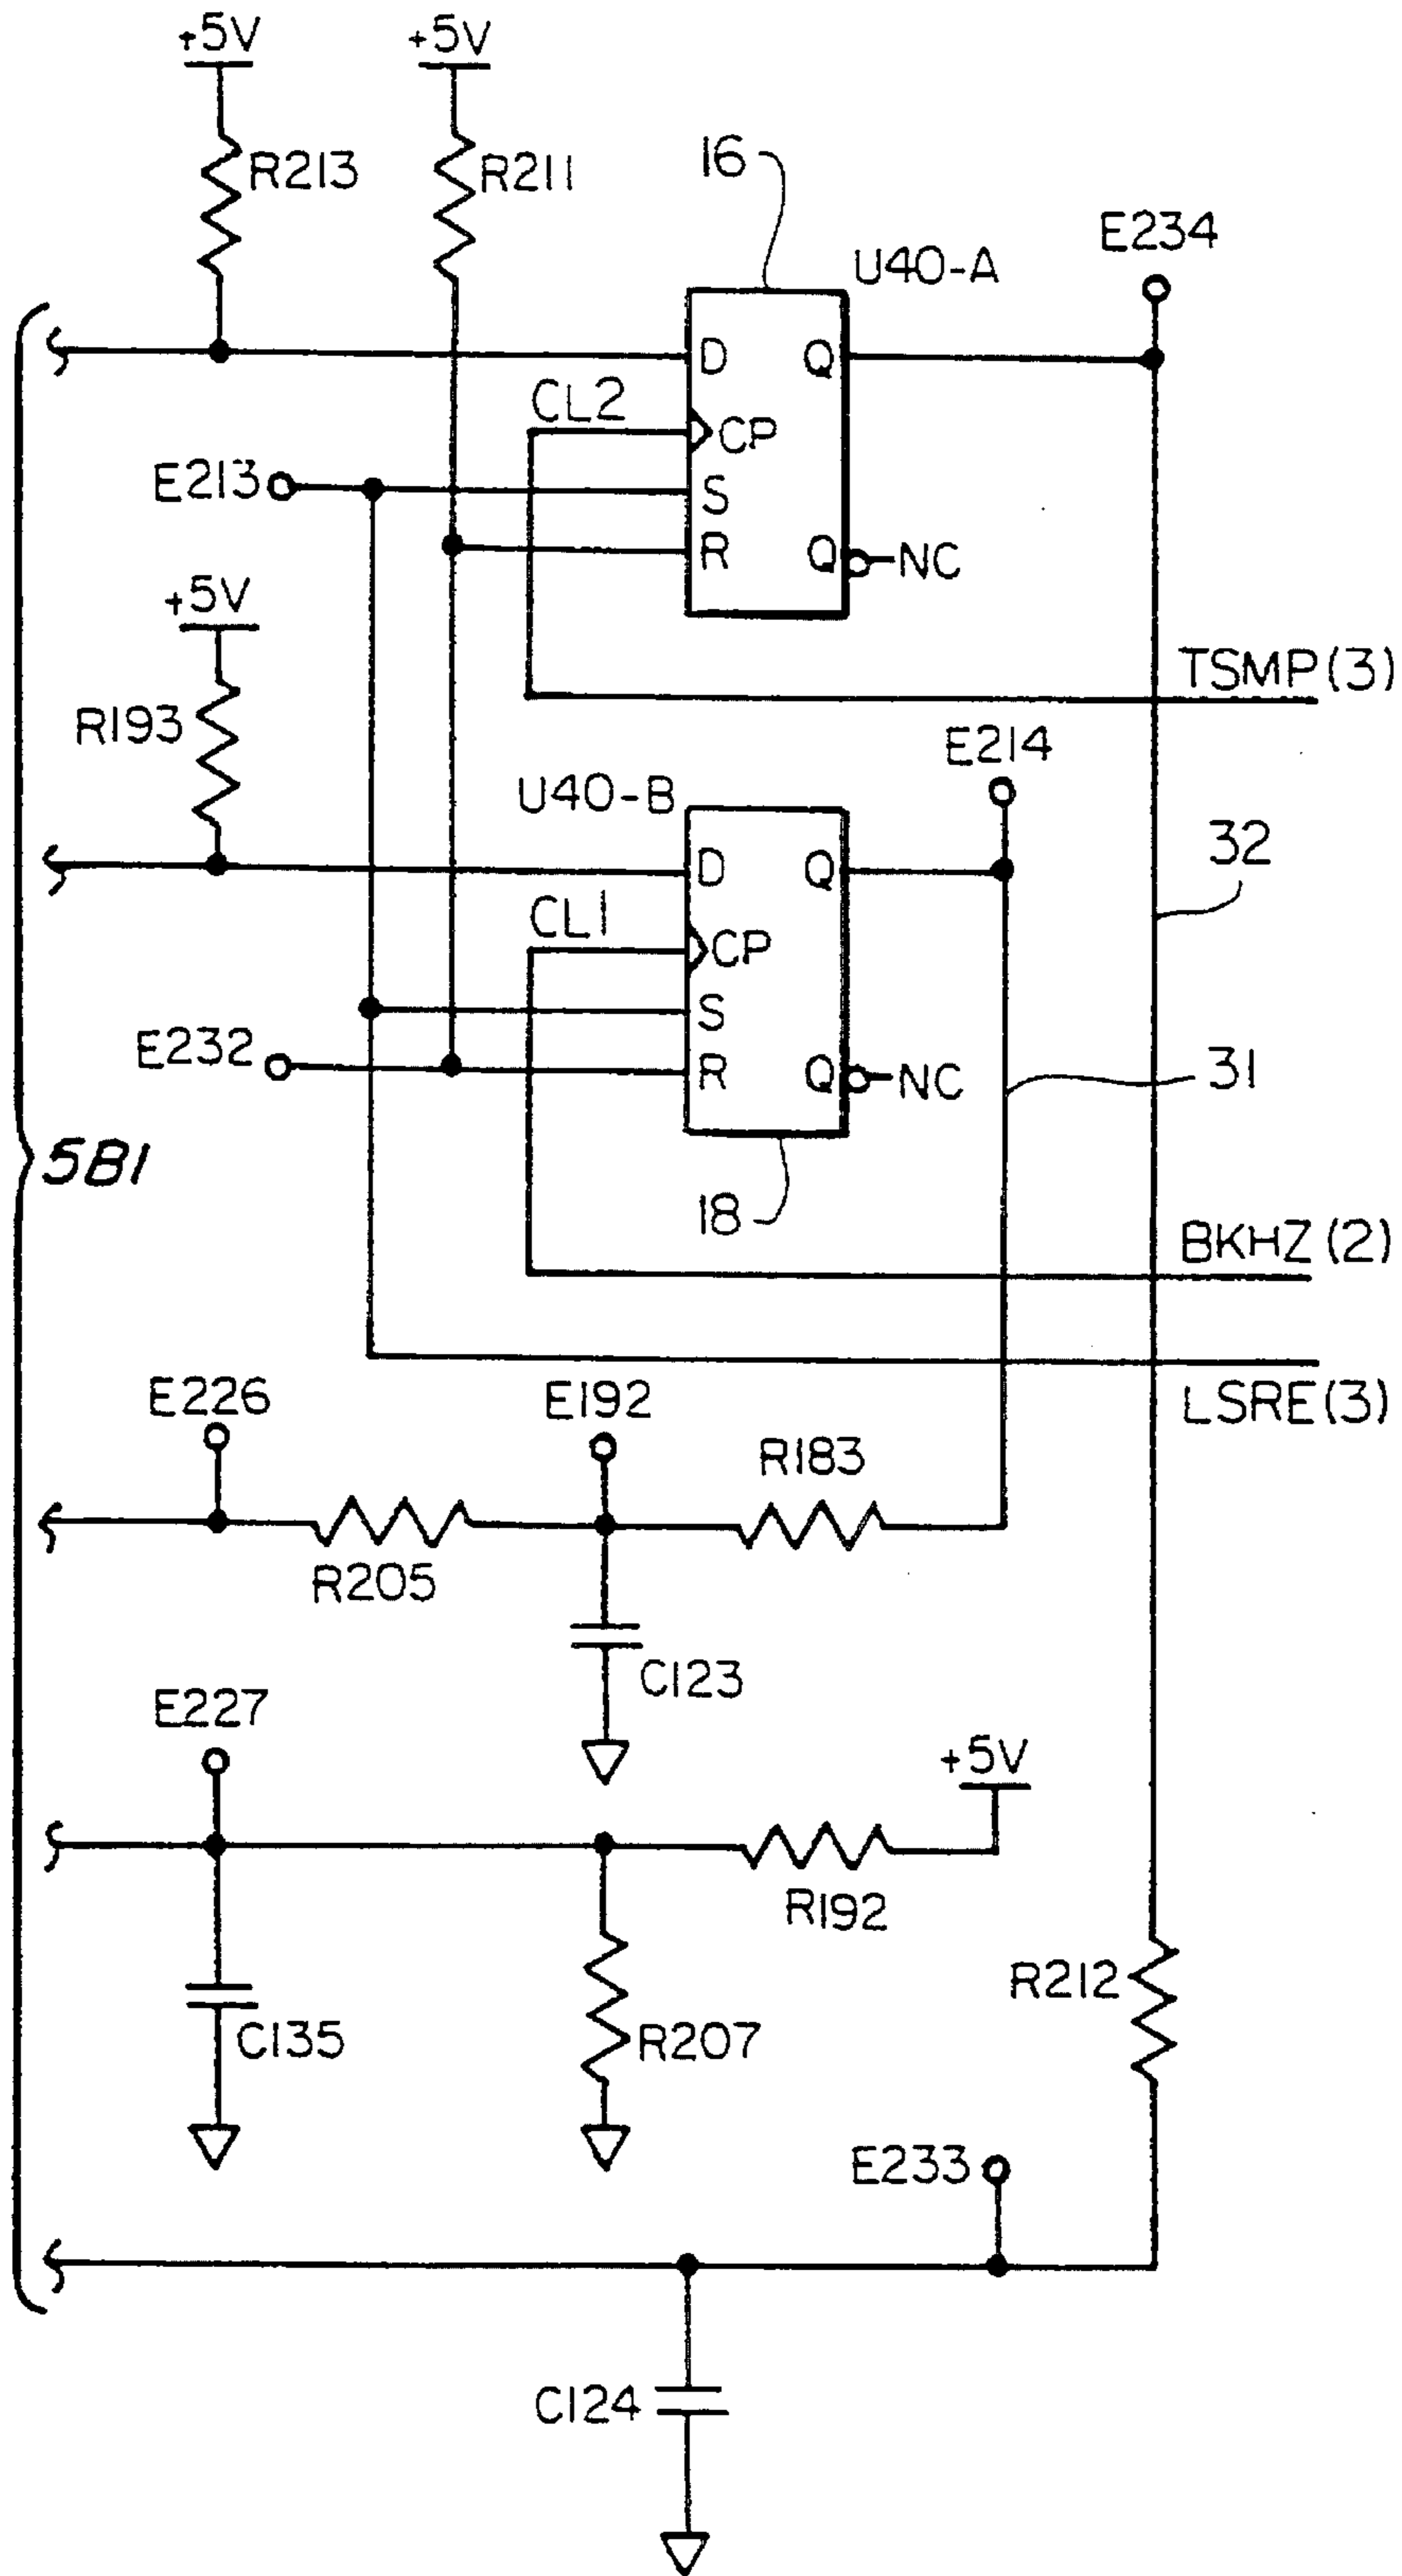 +5V
+5V
R213
R211
16
U40-A
E234
D
Q
CL2
CP
E213
S
R
Q
NC
+5V
TSMP(3)
R193
E214
U40-B
32
D
Q
CL1
CP
S
E232
R
Q
NC
31
5B1
18
BKHZ(2)
LSRE(3)
E226
E192
R183
R205
C123
E227
+5V
R192
R212
C135
R207
E233
C124